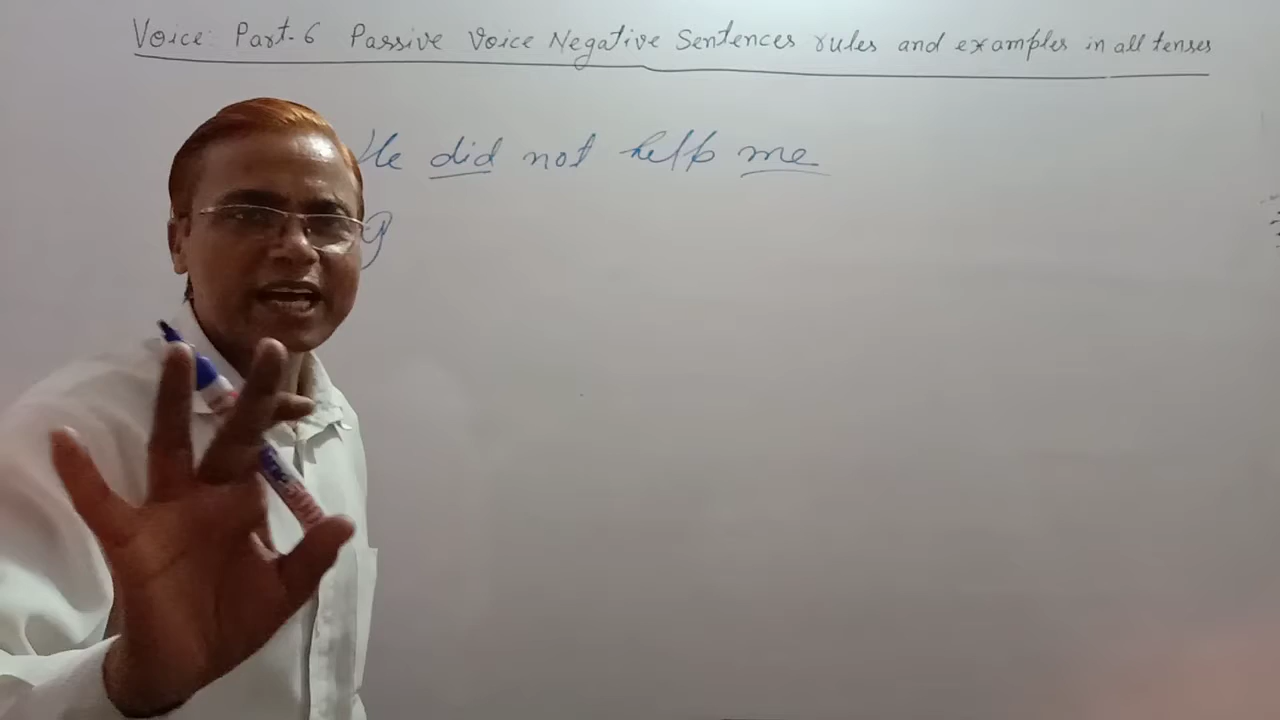 Voice: Part-6 Passive Voice Negative Sentences rules and examples in all tenses
He did not help me